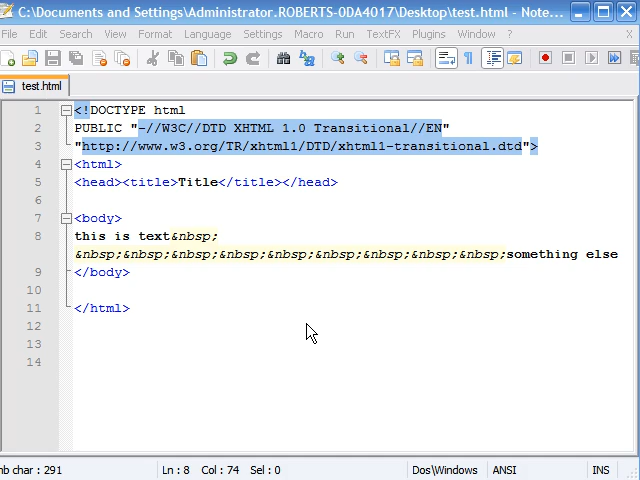 C:\Documents and Settings\Administrator.ROBERTS-0DA4017\Desktop\test.html - Note...
File Edit Search View Format Language Settings Macro Run TextFX Plugins Window ? X
test.html
1 <!DOCTYPE html
2 PUBLIC "-//W3C//DTD XHTML 1.0 Transitional//EN"
3 "http://www.w3.org/TR/xhtml1/DTD/xhtml1-transitional.dtd">
4 <html>
5 <head><title>Title</title></head>
6
7 <body>
8 this is text&nbsp;
&nbsp;&nbsp;&nbsp;&nbsp;&nbsp;&nbsp;&nbsp;&nbsp;&nbsp;something else
9 </body>
10
11 </html>
12
13
14
nb char : 291 Ln : 8 Col : 74 Sel : 0 Dos\Windows ANSI INS